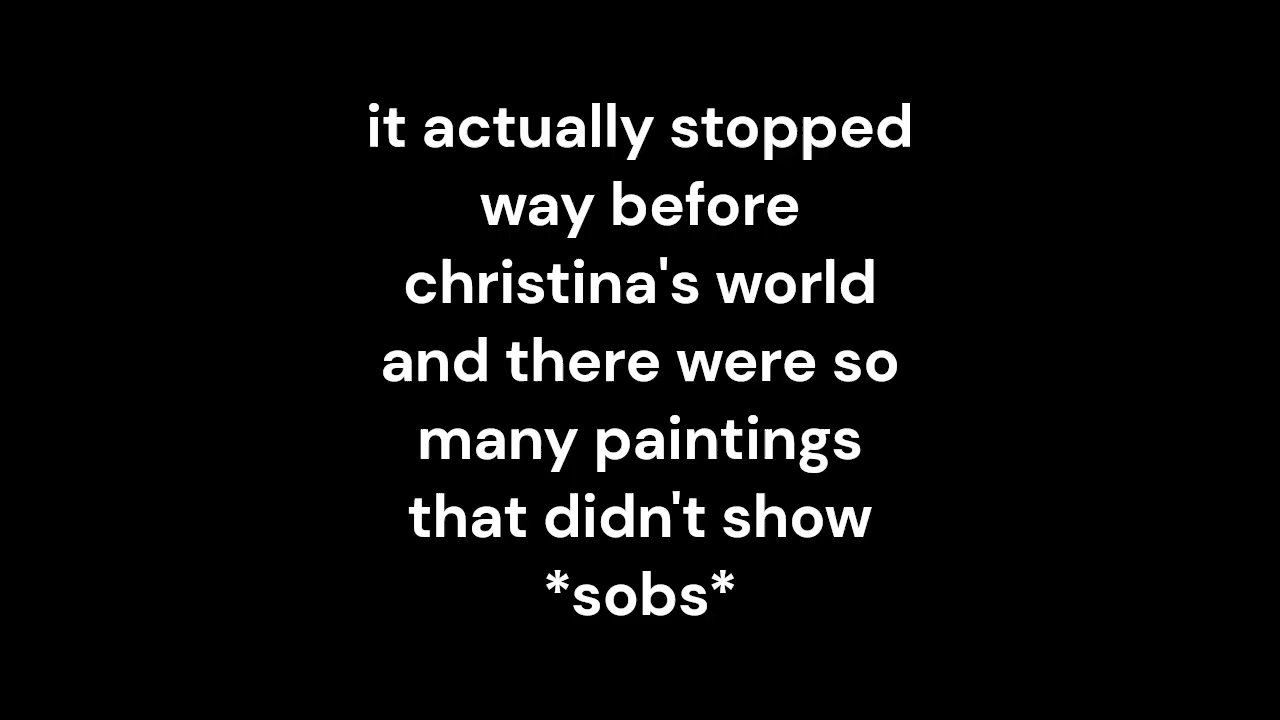 it actually stopped
way before
christina's world
and there were so
many paintings
that didn't show
*sobs*